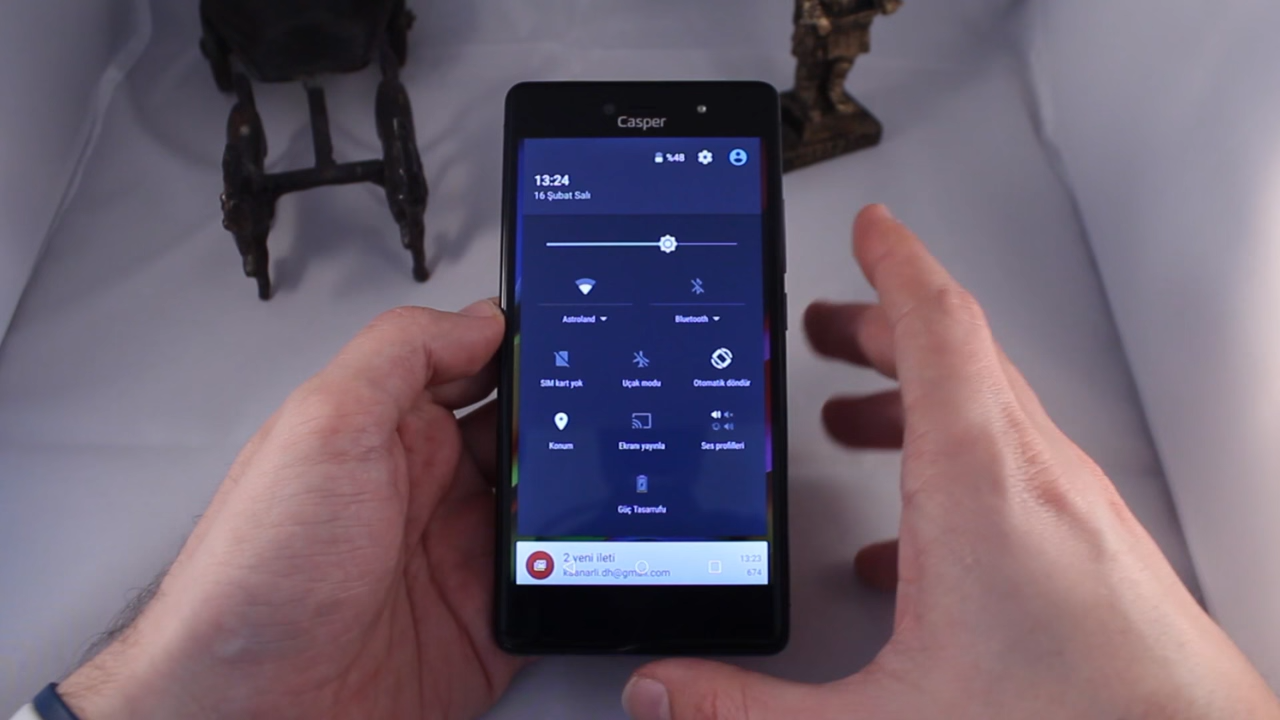 Casper
%48
13:24
16 Şubat Salı
Astroland
Bluetooth
SIM kart yok
Uçak modu
Otomatik döndür
Konum
Ekranı yayınla
Ses profilleri
Güç Tasarrufu
2 yeni ileti
13:23
674